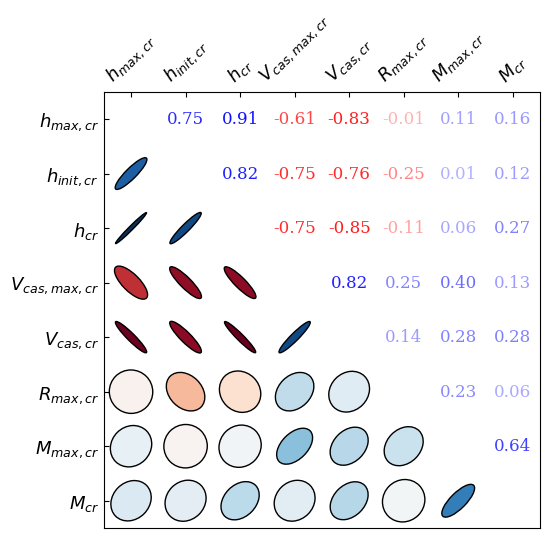 h_{max,cr} h_{init,cr} h_{cr} V_{cas,max,cr} V_{cas,cr} R_{max,cr} M_{max,cr} M_{cr}
h_{max,cr} 0.75 0.91 -0.61 -0.83 -0.01 0.11 0.16
h_{init,cr} 0.82 -0.75 -0.76 -0.25 0.01 0.12
h_{cr} -0.75 -0.85 -0.11 0.06 0.27
V_{cas,max,cr} 0.82 0.25 0.40 0.13
V_{cas,cr} 0.14 0.28 0.28
R_{max,cr} 0.23 0.06
M_{max,cr} 0.64
M_{cr}